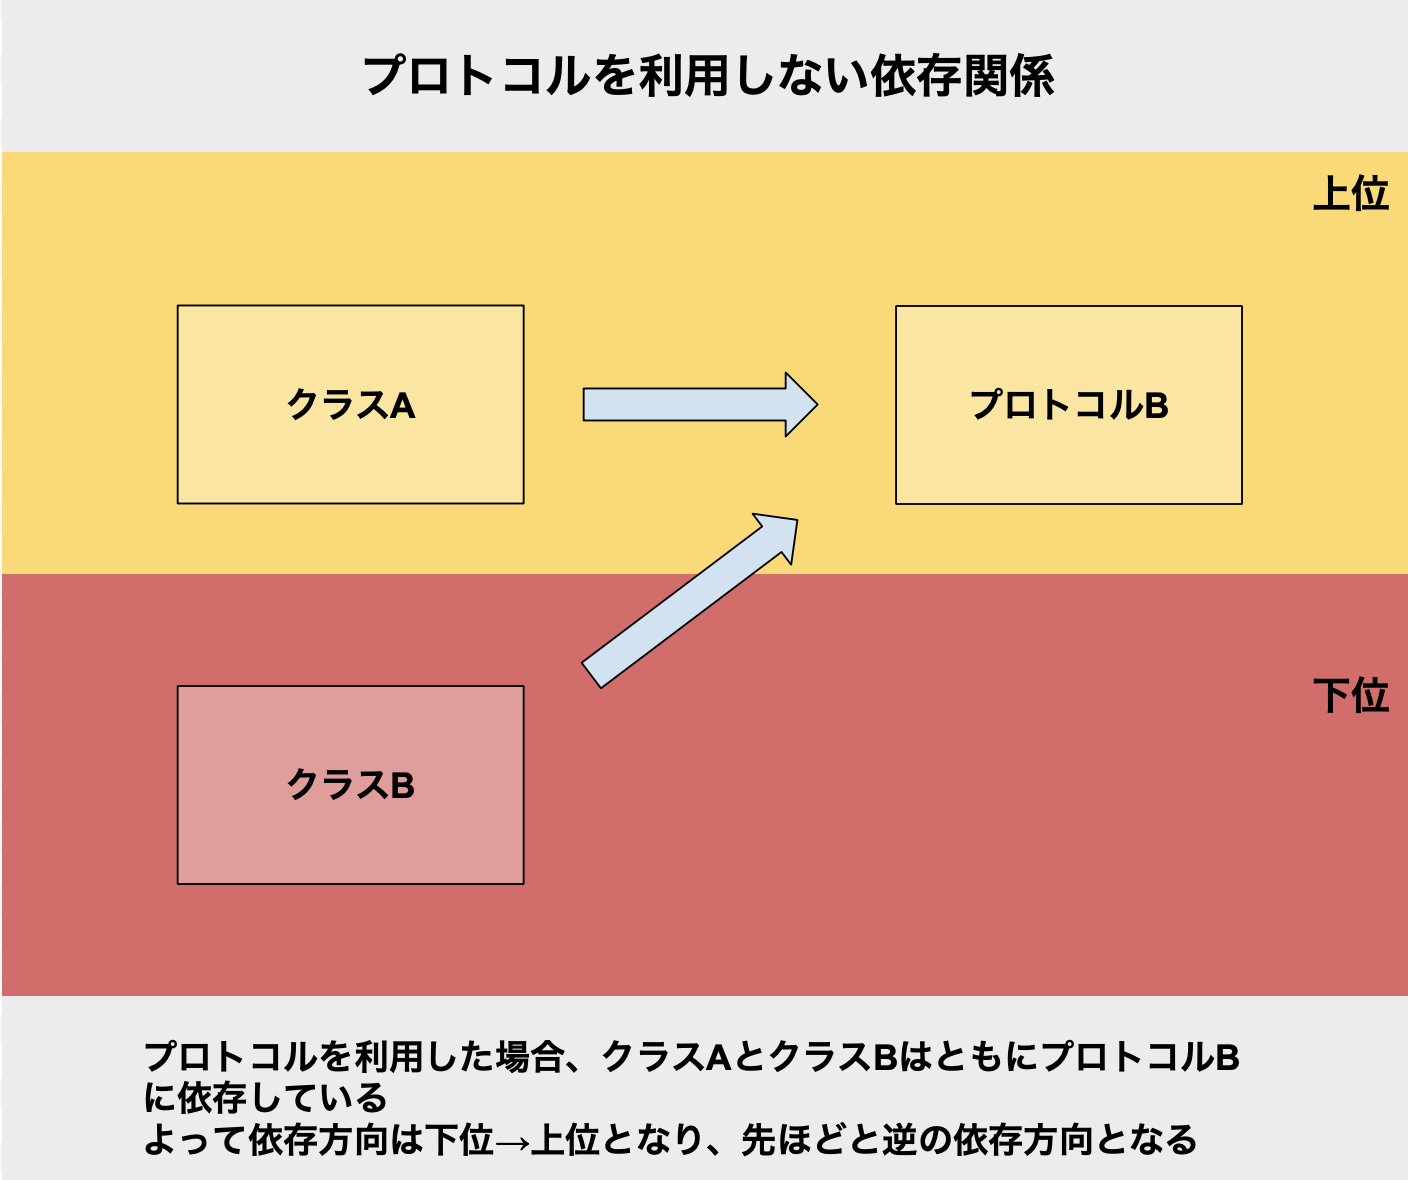 プロトコルを利用しない依存関係
上位
クラスA
プロトコルB
下位
クラスB
プロトコルを利用した場合、クラスAとクラスBはともにプロトコルB
に依存している
よって依存方向は下位→上位となり、先ほどと逆の依存方向となる